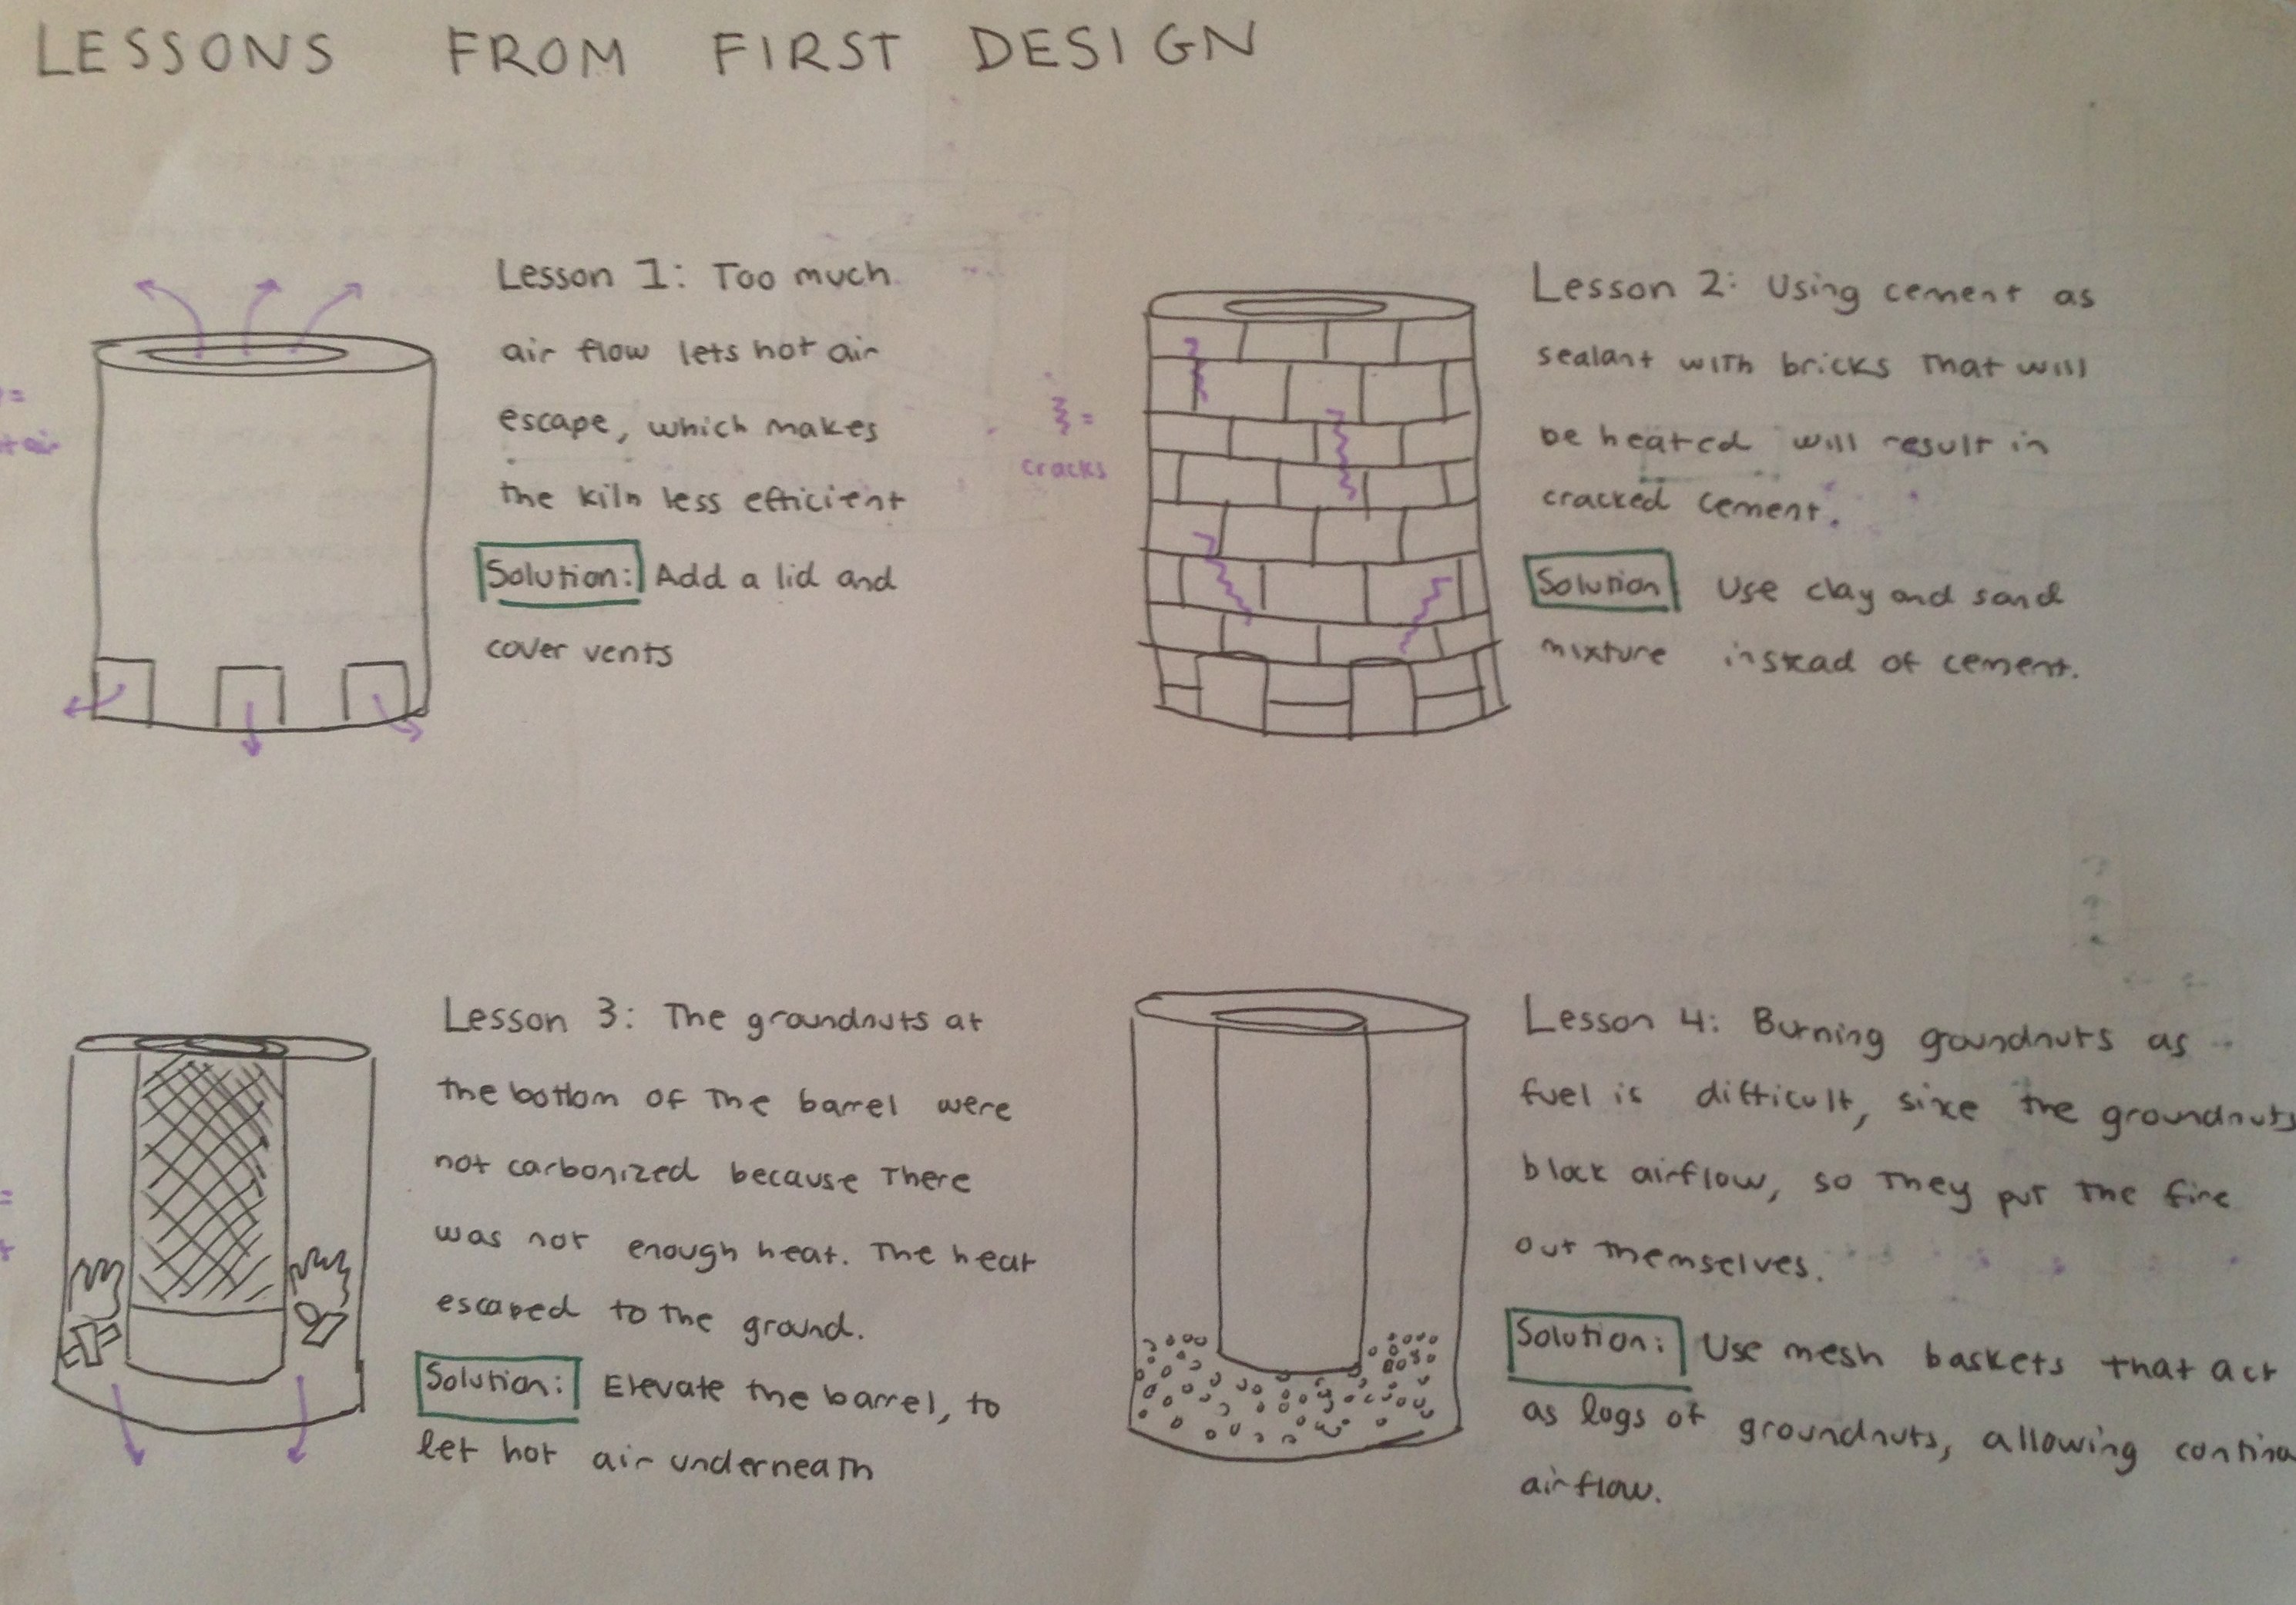 LESSONS FROM FIRST DESIGN
Lesson 1: Too much
air flow lets hot air
escape, which makes
the kiln less efficient
Solution: Add a lid and
cover vents
=
air
Lesson 2: Using cement as
sealant with bricks that will
be heated will result in
cracked cement.
Solution Use clay and sand
mixture instead of cement.
=
cracks
Lesson 3: The groundnuts at
the bottom of the barrel were
not carbonized because there
was not enough heat. The heat
escaped to the ground.
Solution: Elevate the barrel, to
let hot air underneath
=
Lesson 4: Burning groundnuts as
fuel is difficult, since the groundnuts
block airflow, so they put the fire
out themselves.
Solution: Use mesh baskets that act
as logs of groundnuts, allowing contin
airflow.